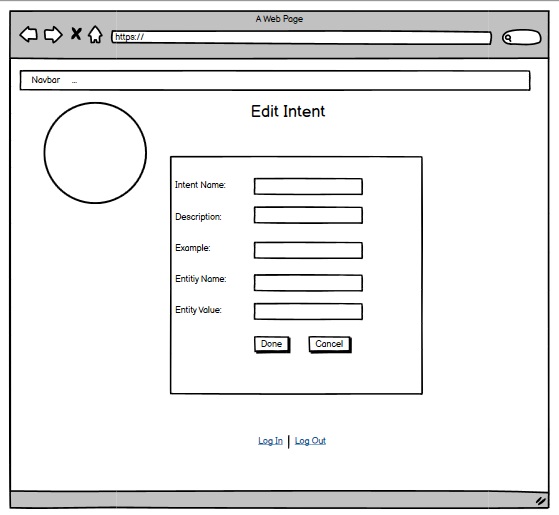 A Web Page
https://
Navbar ...
Edit Intent
Intent Name:
Description:
Example:
Entitiy Name:
Entity Value:
Done Cancel
Log In | Log Out